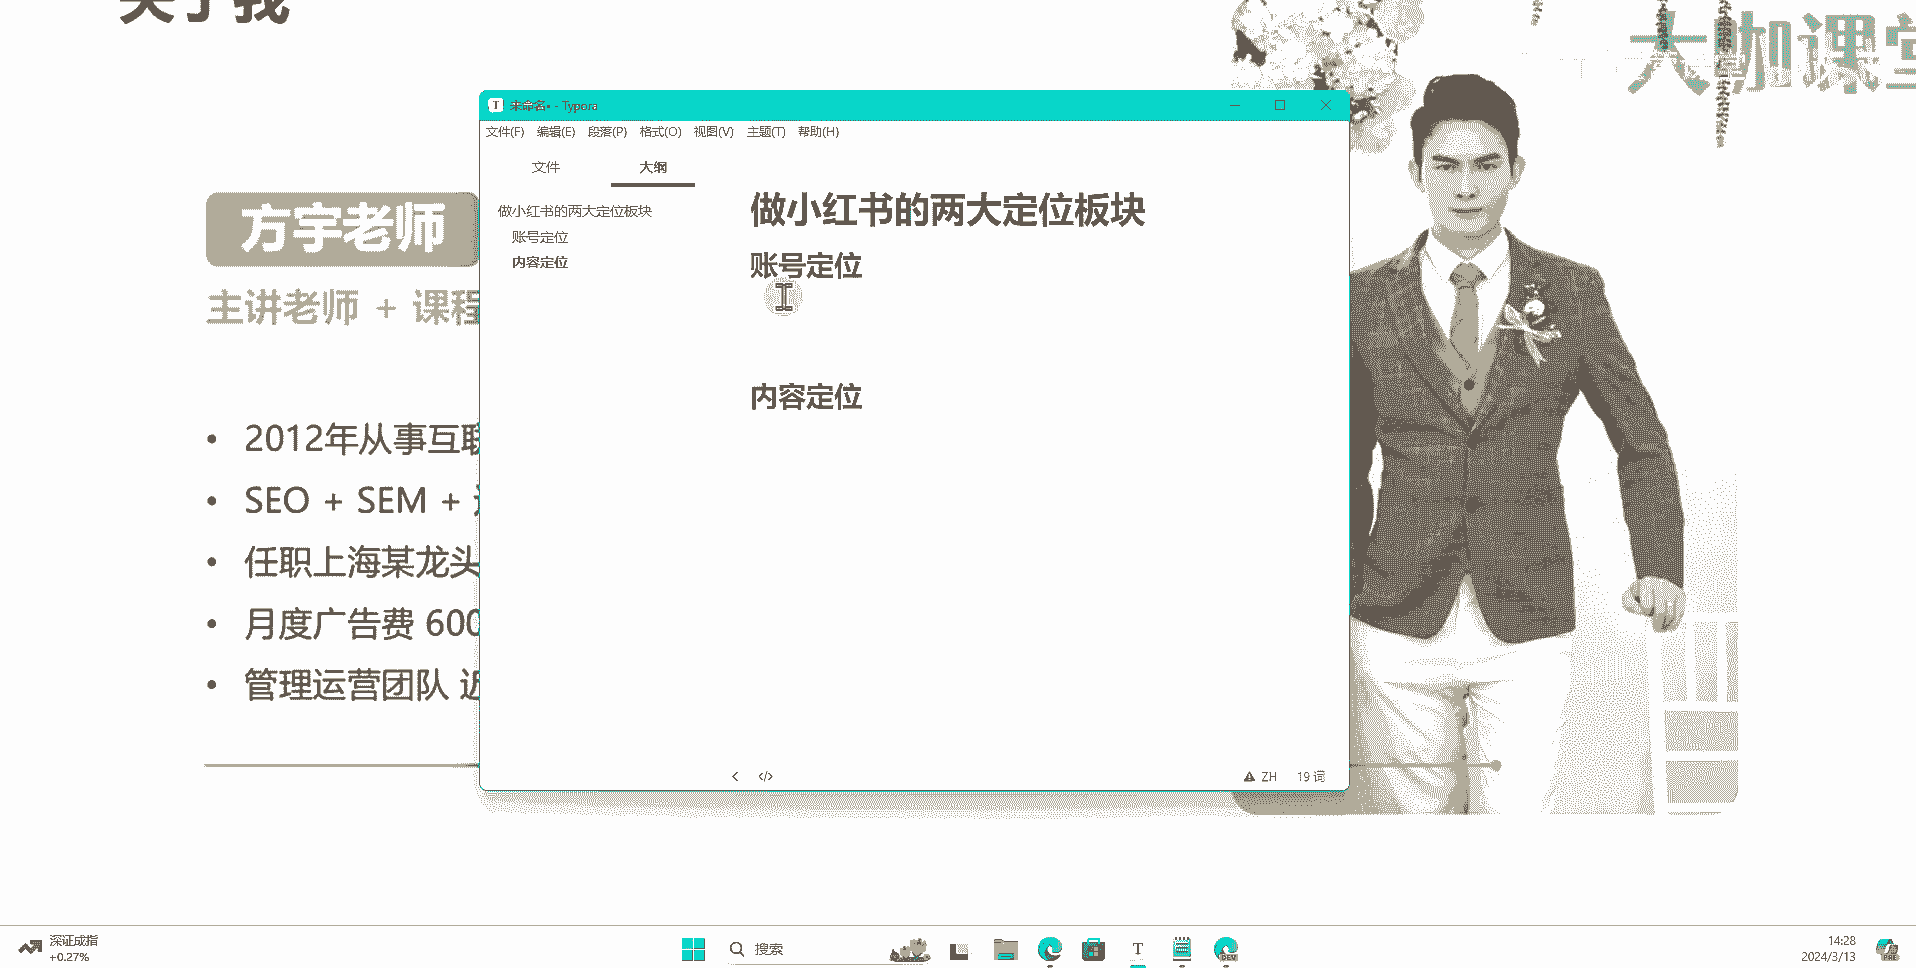 关于我
大咖课堂
方宇老师
主讲老师 + 课程
2012年从事互联
SEO + SEM +
任职上海某龙头
月度广告费 600
管理运营团队 近
未命名• - Typora
文件(F) 编辑(E) 段落(P) 格式(O) 视图(V) 主题(T) 帮助(H)
文件 大纲
做小红书的两大定位板块
账号定位
内容定位
做小红书的两大定位板块
账号定位
内容定位
ZH 19 词
深证成指
+0.27%
搜索
T
DEV
14:28
2024/3/13
PRE